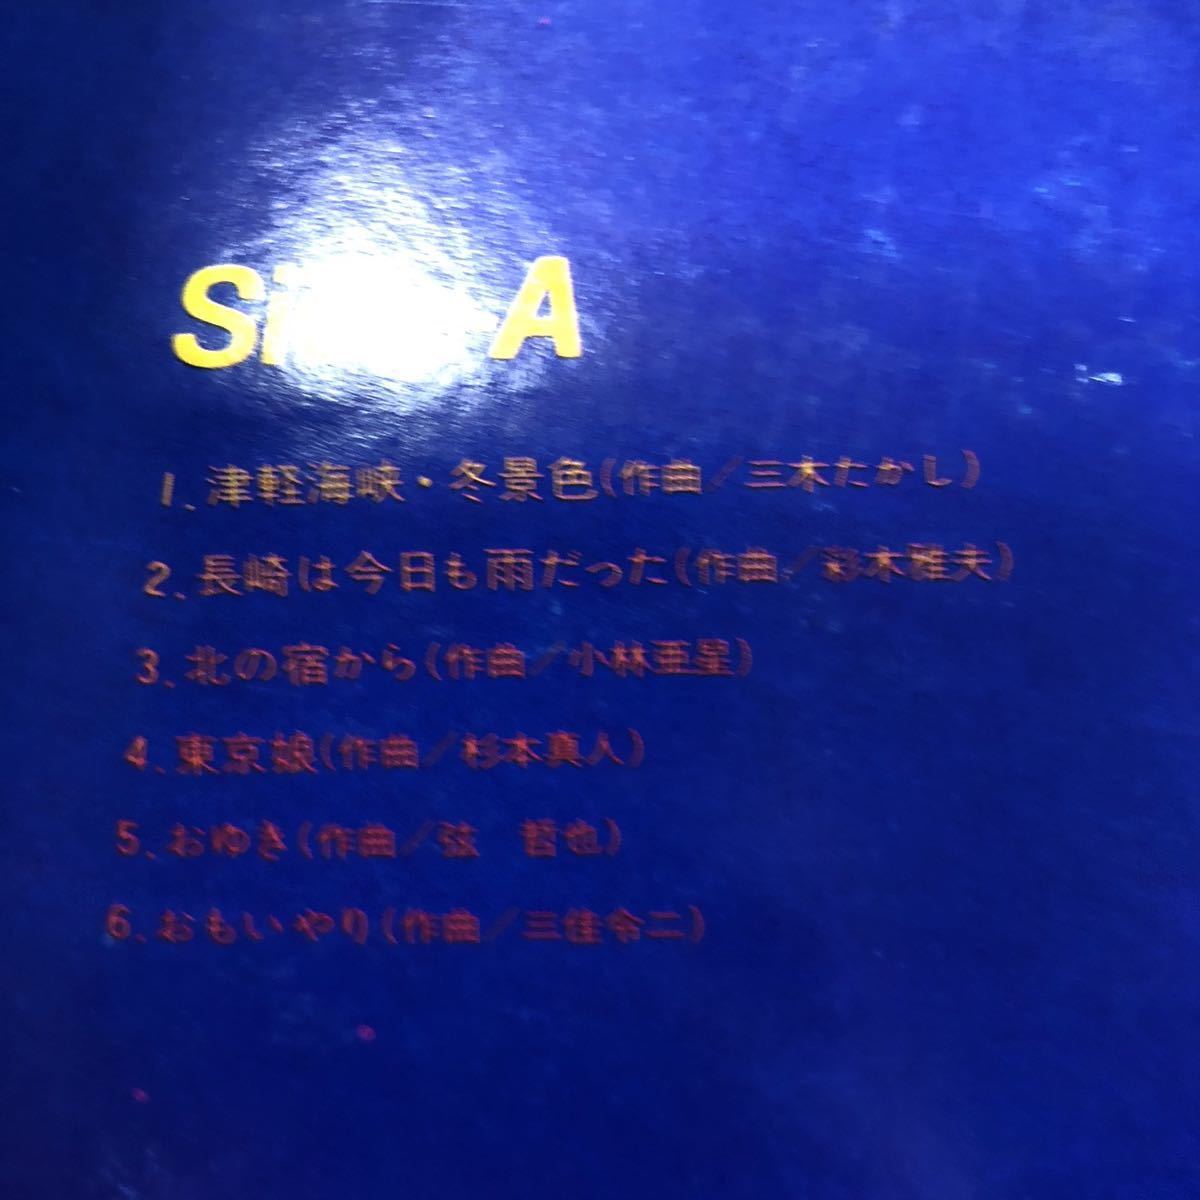 Side A
1、津軽海峡・冬景色(作曲／三木たかし)
2、長崎は今日も雨だった(作曲／彩木雅夫)
3、北の宿から(作曲／小林亜星)
4、東京娘(作曲／杉本真人)
5、おゆき(作曲／弦　哲也)
6、おもいやり(作曲／三佳令二)